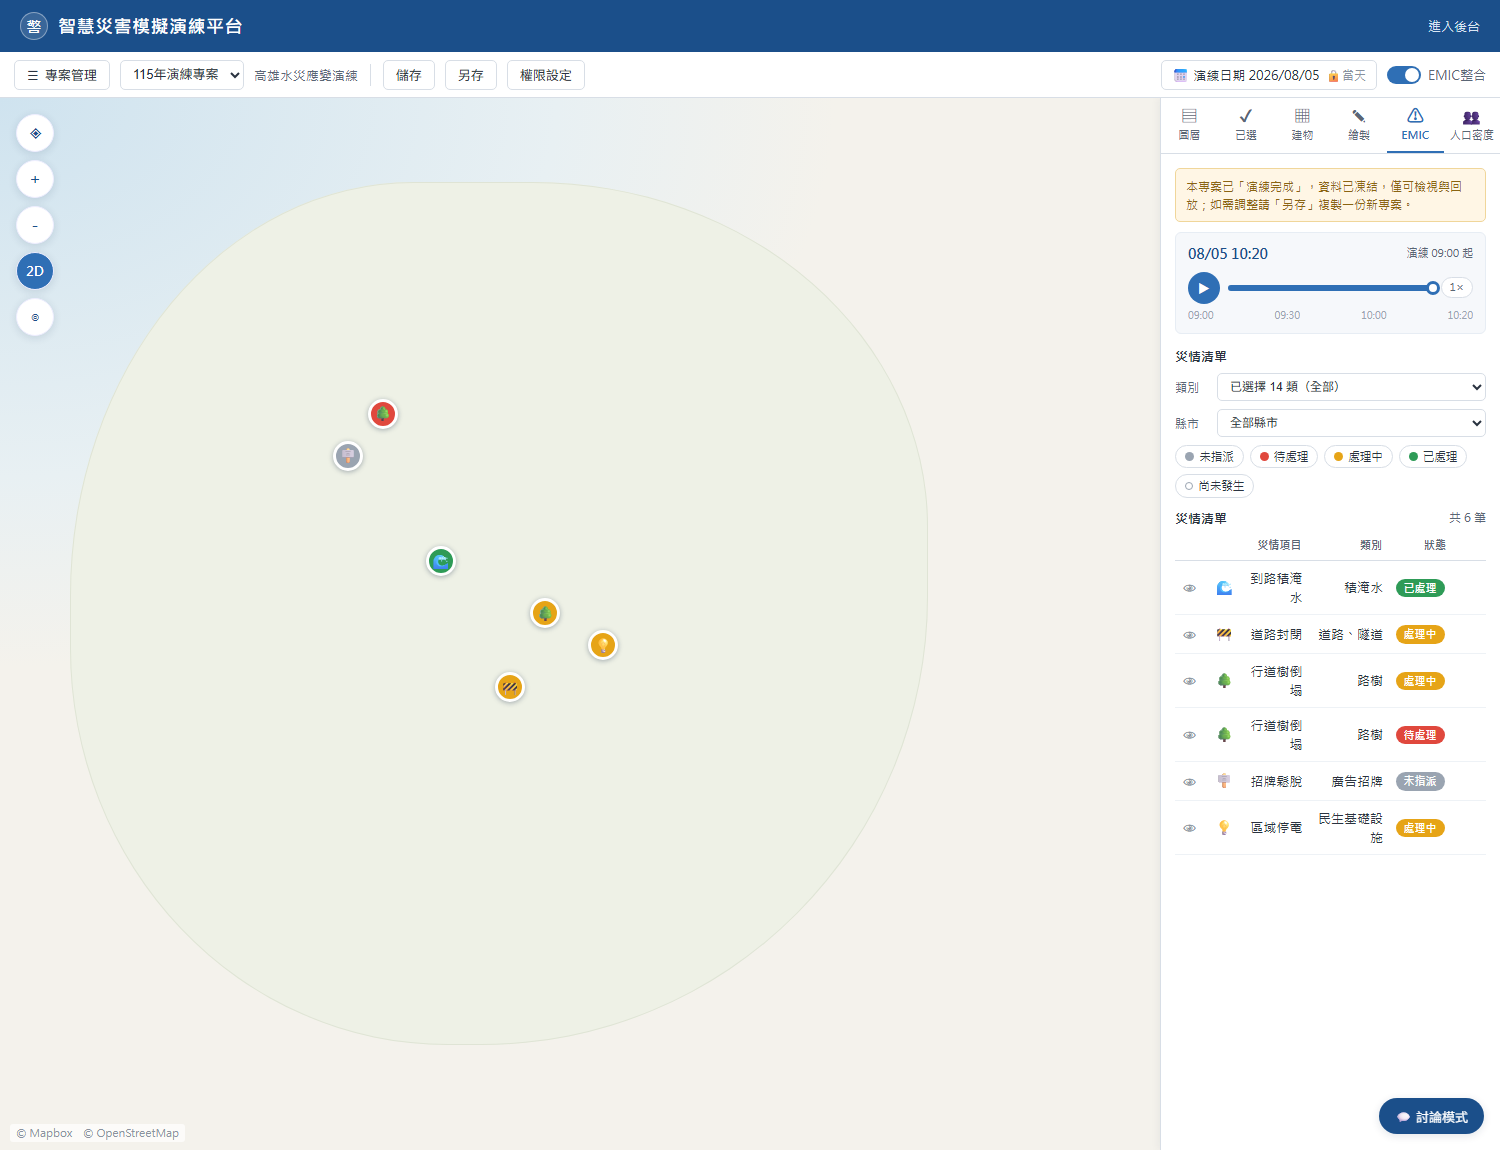 警 智慧災害模擬演練平台 進入後台
☰ 專案管理 115年演練專案 高雄水災應變演練 儲存 另存 權限設定 演練日期 2026/08/05 當天 EMIC整合
圖層 已選 建物 繪製 EMIC 人口密度
+
-
2D
本專案已「演練完成」，資料已凍結，僅可檢視與回
放；如需調整請「另存」複製一份新專案。
08/05 10:20 演練 09:00 起
1×
09:00 09:30 10:00 10:20
災情清單
類別 已選擇 14 類（全部）
縣市 全部縣市
未指派 待處理 處理中 已處理
尚未發生
災情清單 共 6 筆
災情項目 類別 狀態
到路積淹
水 積淹水 已處理
道路封閉 道路、隧道 處理中
行道樹倒
塌 路樹 處理中
行道樹倒
塌 路樹 待處理
招牌鬆脫 廣告招牌 未指派
區域停電 民生基礎設
施 處理中
討論模式
© Mapbox © OpenStreetMap